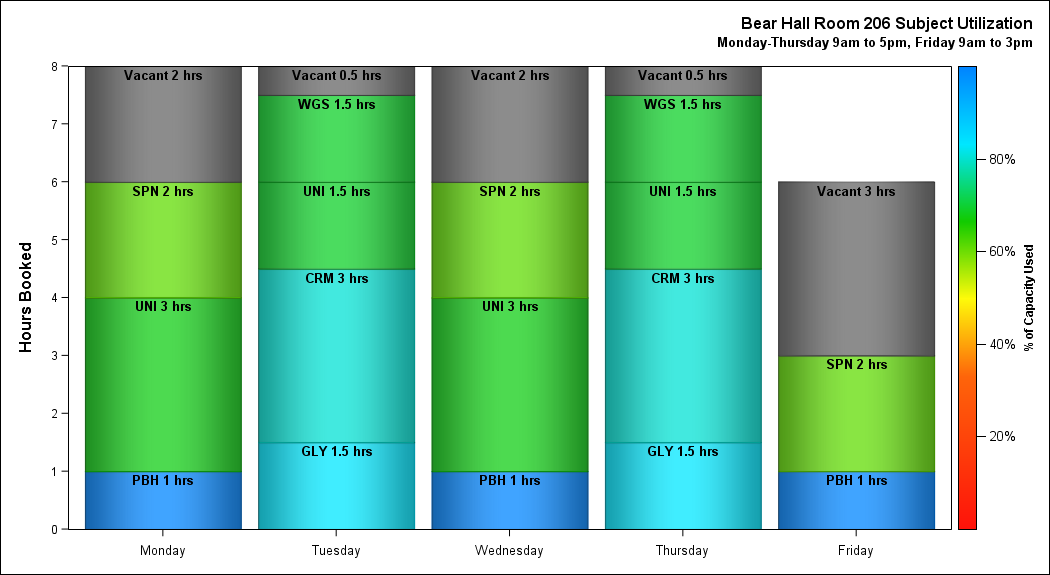 Bear Hall Room 206 Subject Utilization
Monday-Thursday 9am to 5pm, Friday 9am to 3pm
Hours Booked
8
7
6
5
4
3
2
1
0
Vacant 2 hrs
SPN 2 hrs
UNI 3 hrs
PBH 1 hrs
Monday
Vacant 0.5 hrs
WGS 1.5 hrs
UNI 1.5 hrs
CRM 3 hrs
GLY 1.5 hrs
Tuesday
Vacant 2 hrs
SPN 2 hrs
UNI 3 hrs
PBH 1 hrs
Wednesday
Vacant 0.5 hrs
WGS 1.5 hrs
UNI 1.5 hrs
CRM 3 hrs
GLY 1.5 hrs
Thursday
Vacant 3 hrs
SPN 2 hrs
PBH 1 hrs
Friday
80%
60%
40%
20%
% of Capacity Used